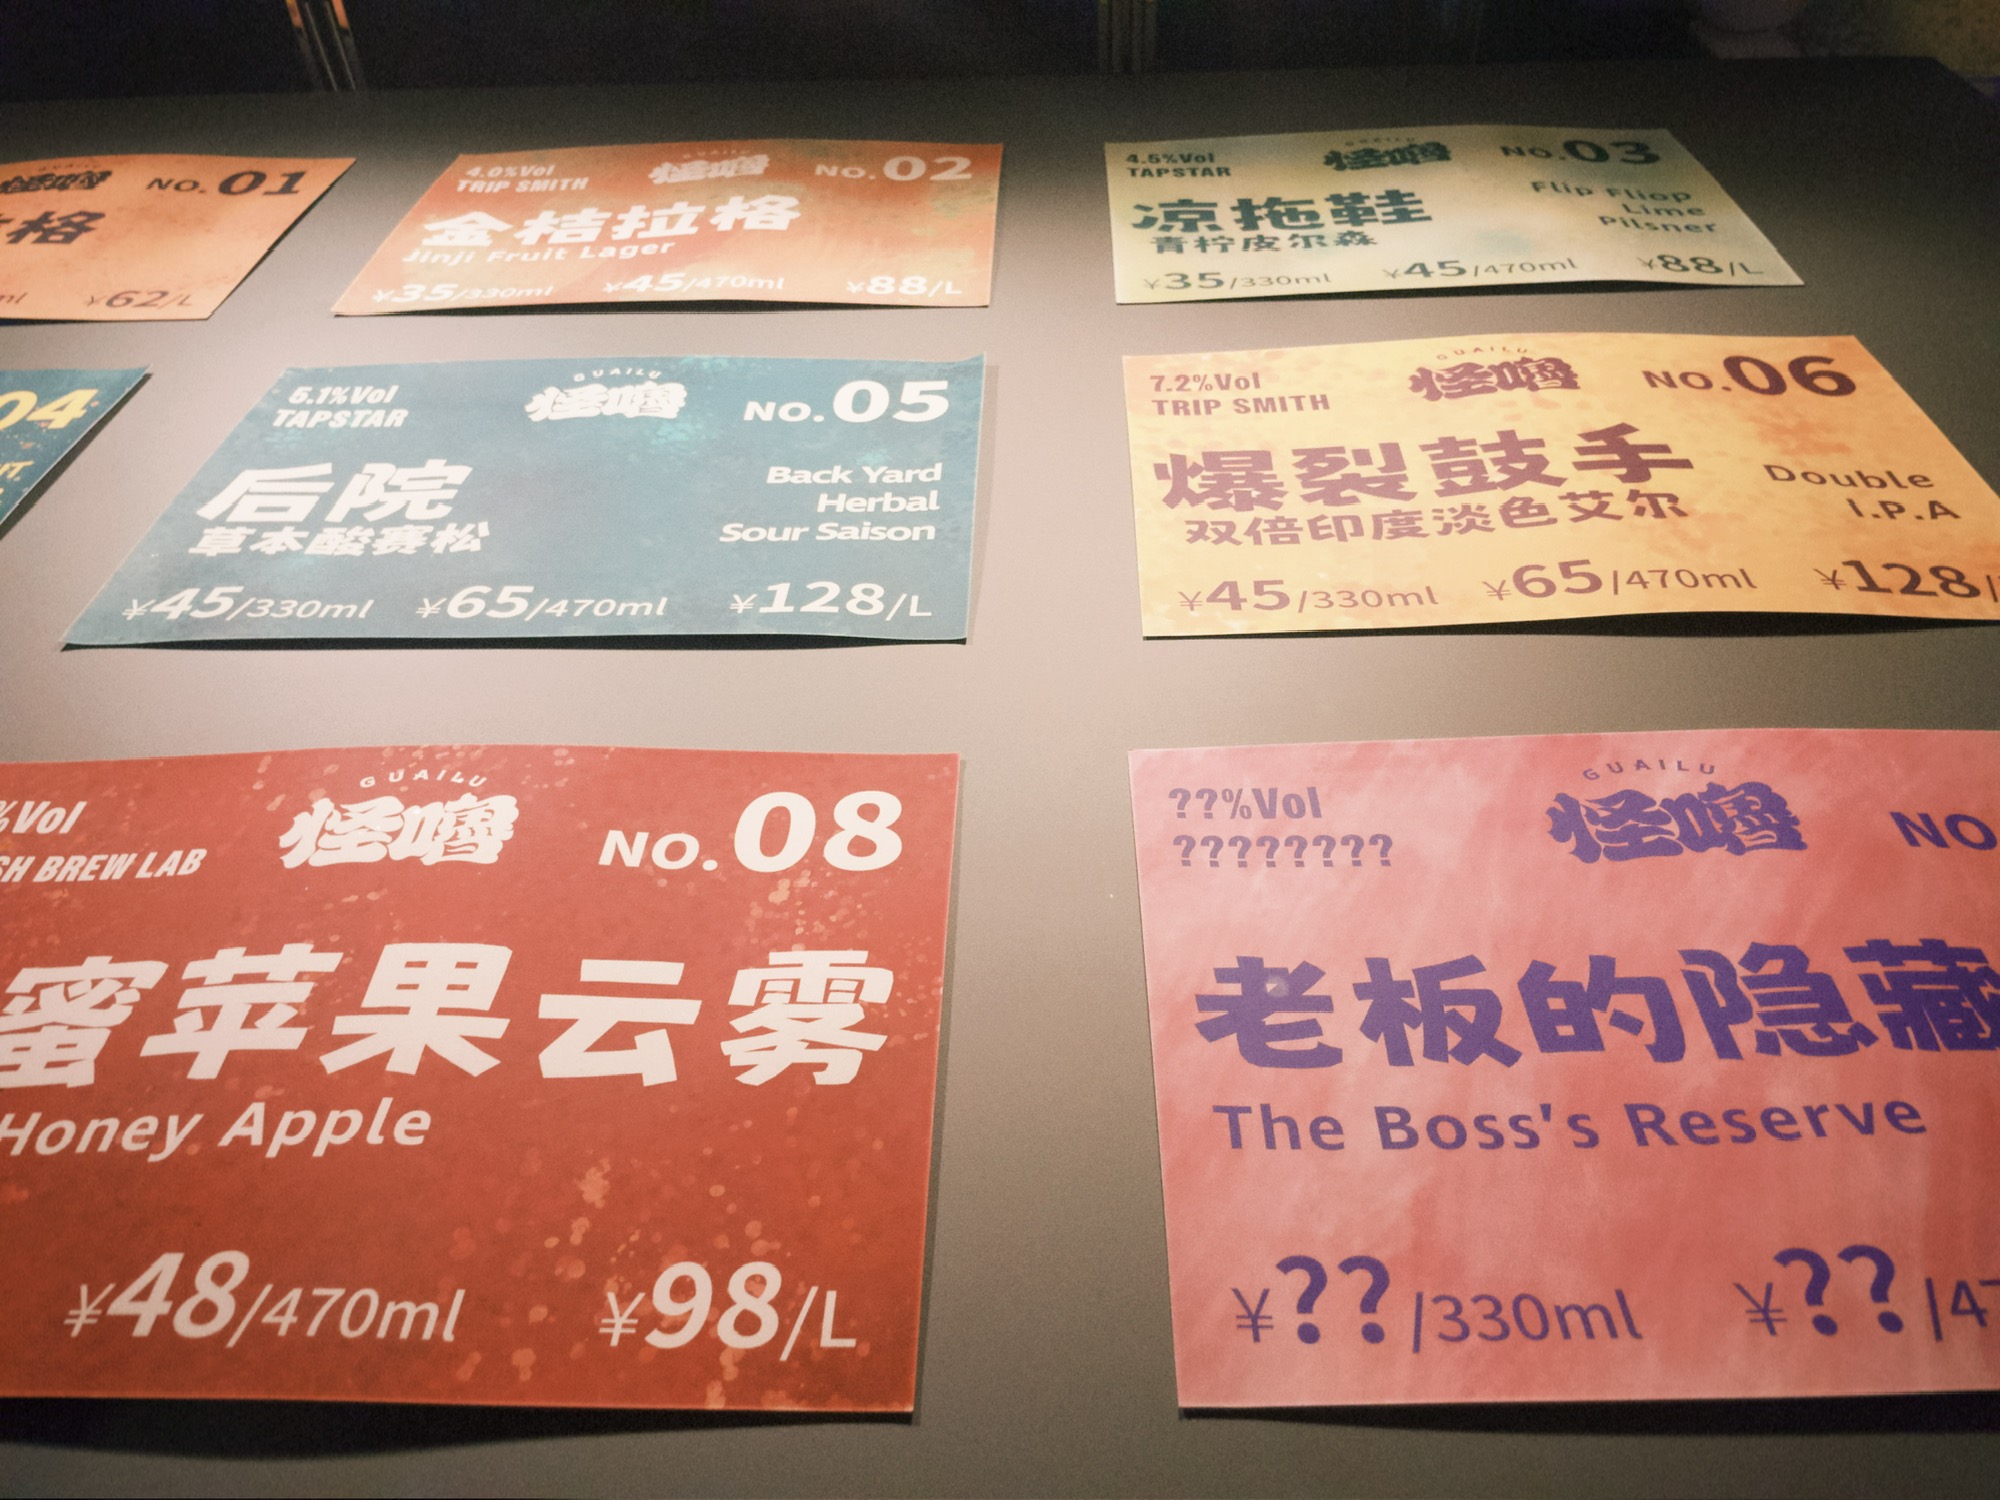 怪噜
NO.01
格
¥62/L
4.0%Vol
TRIP SMITH
怪噜
NO.02
金桔拉格
Jinji Fruit Lager
¥35/330ml
¥45/470ml
¥88/L
4.5%Vol
TAPSTAR
怪噜
NO.03
凉拖鞋
青柠皮尔森
Flip Fliop
Lime
Pilsner
¥35/330ml
¥45/470ml
¥88/L
04
5.1%Vol
TAPSTAR
GUAILU
怪噜
NO.05
后院
草本酸赛松
Back Yard
Herbal
Sour Saison
¥45/330ml
¥65/470ml
¥128/L
7.2%Vol
TRIP SMITH
GUAILU
怪噜
NO.06
爆裂鼓手
双倍印度淡色艾尔
Double
I.P.A
¥45/330ml
¥65/470ml
¥128/
%Vol
SH BREW LAB
GUAILU
怪噜
NO.08
蜜苹果云雾
Honey Apple
¥48/470ml
¥98/L
??%Vol
????????
GUAILU
怪噜
NO.
老板的隐藏
The Boss's Reserve
¥??/330ml
¥??/47